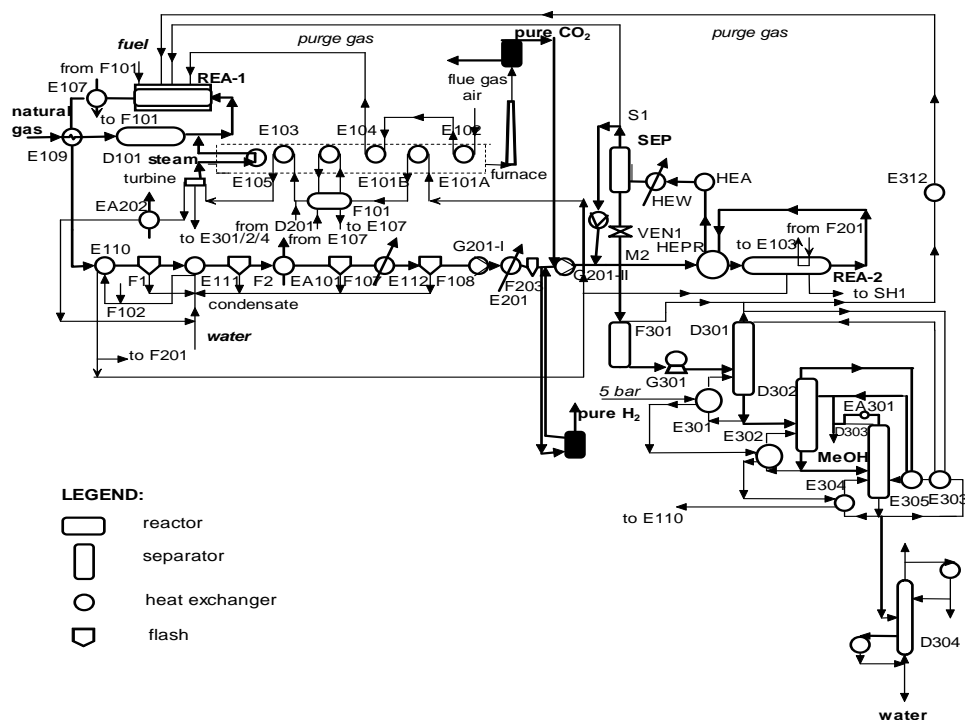 pure CO2
purge gas
purge gas
fuel
from F101
REA-1
E107
flue gas
air
natural
gas
to F101
S1
E109
D101
steam
E103
E104
E102
SEP
HEA
turbine
E105
E101B
E101A
furnace
HEW
E312
EA202
F101
from D201
from
E107
to E107
VEN1
HEPR
to E103
from F201
to E301/2/4
G201-I
M2
E110
F1
E111
F2
EA101
F107
E112
F108
E201
F203
G201-II
REA-2
condensate
to SH1
F102
water
F301
D301
to F201
G301
D302
5 bar
EA301
pure H2
E301
E302
D303
MeOH
E304
E305
E303
LEGEND:
reactor
to E110
separator
heat exchanger
flash
D304
water